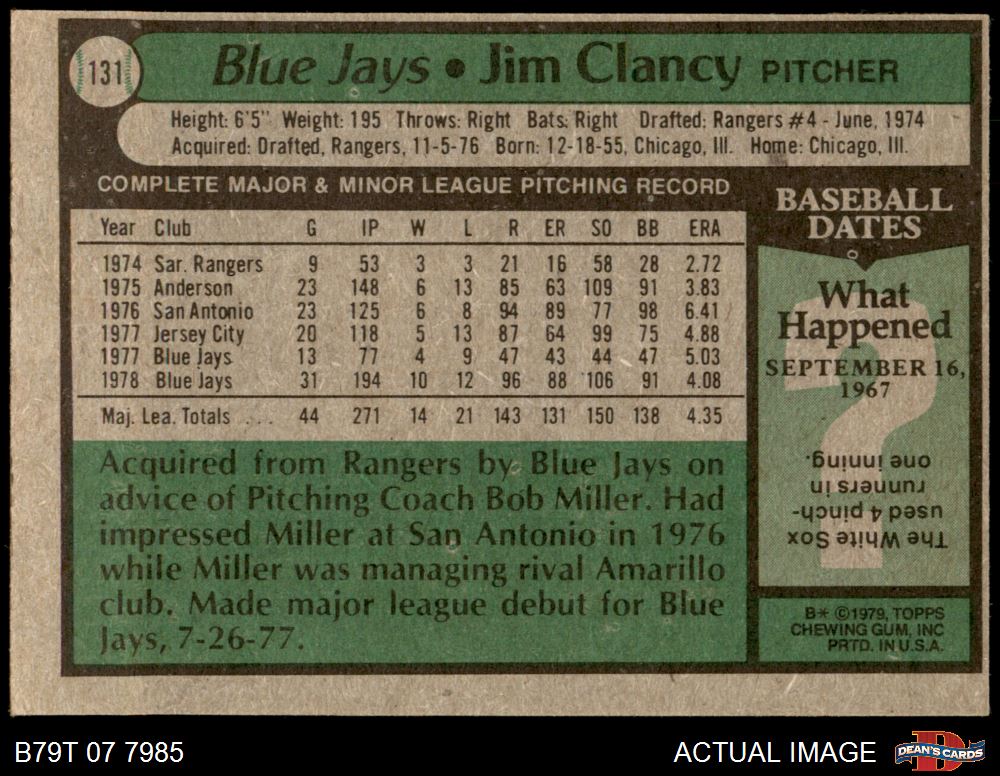 131
Blue Jays • Jim Clancy PITCHER
Height: 6'5" Weight: 195 Throws: Right Bats: Right Drafted: Rangers #4 - June, 1974
Acquired: Drafted, Rangers, 11-5-76 Born: 12-18-55, Chicago, Ill. Home: Chicago, Ill.
COMPLETE MAJOR & MINOR LEAGUE PITCHING RECORD
Year Club G IP W L R ER SO BB ERA
1974 Sar. Rangers 9 53 3 3 21 16 58 28 2.72
1975 Anderson 23 148 6 13 85 63 109 91 3.83
1976 San Antonio 23 125 6 8 94 89 77 98 6.41
1977 Jersey City 20 118 5 13 87 64 99 75 4.88
1977 Blue Jays 13 77 4 9 47 43 44 47 5.03
1978 Blue Jays 31 194 10 12 96 88 106 91 4.08
Maj. Lea. Totals . . . 44 271 14 21 143 131 150 138 4.35
Acquired from Rangers by Blue Jays on
advice of Pitching Coach Bob Miller. Had
impressed Miller at San Antonio in 1976
while Miller was managing rival Amarillo
club. Made major league debut for Blue
Jays, 7-26-77.
BASEBALL
DATES
What
Happened
SEPTEMBER 16,
1967
The White Sox
used 4 pinch-
runners in
one inning.
B* ©1979, TOPPS
CHEWING GUM, INC
PRTD. IN U.S.A.
B79T 07 7985
ACTUAL IMAGE
DEAN'S CARDS